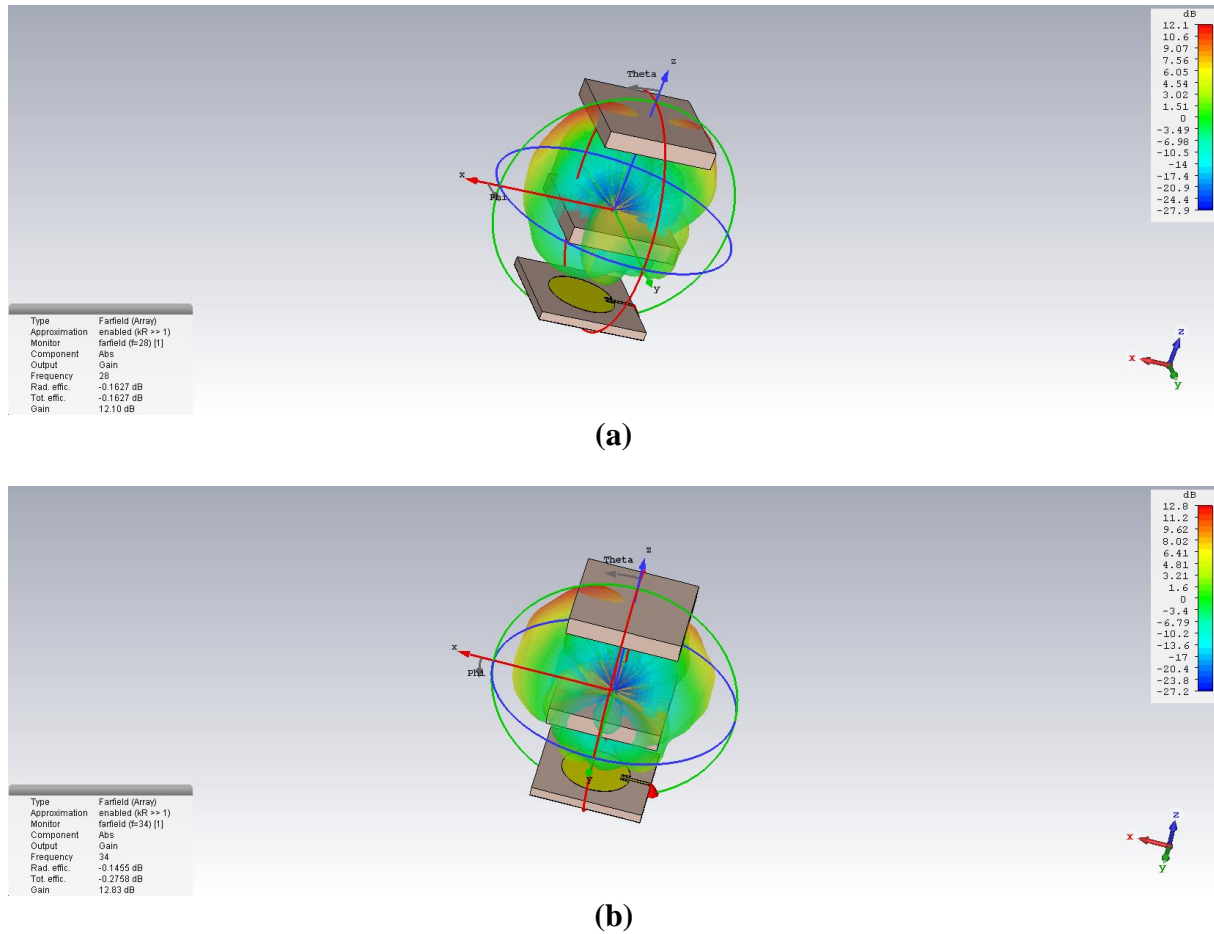 dB
12.1
10.6
9.07
7.56
6.05
4.54
3.02
1.51
0
-3.49
-6.98
-10.5
-14
-17.4
-20.9
-24.4
-27.9
z
Theta
x
Phi
y
z
x
y
Type Farfield (Array)
Approximation enabled (kR >> 1)
Monitor farfield (f=28) [1]
Component Abs
Output Gain
Frequency 28
Rad. effic. -0.1627 dB
Tot. effic. -0.1627 dB
Gain 12.10 dB
(a)
dB
12.8
11.2
9.62
8.02
6.41
4.81
3.21
1.6
0
-3.4
-6.79
-10.2
-13.6
-17
-20.4
-23.8
-27.2
z
Theta
x
Phi
y
z
x
y
Type Farfield (Array)
Approximation enabled (kR >> 1)
Monitor farfield (f=34) [1]
Component Abs
Output Gain
Frequency 34
Rad. effic. -0.1455 dB
Tot. effic. -0.2758 dB
Gain 12.83 dB
(b)